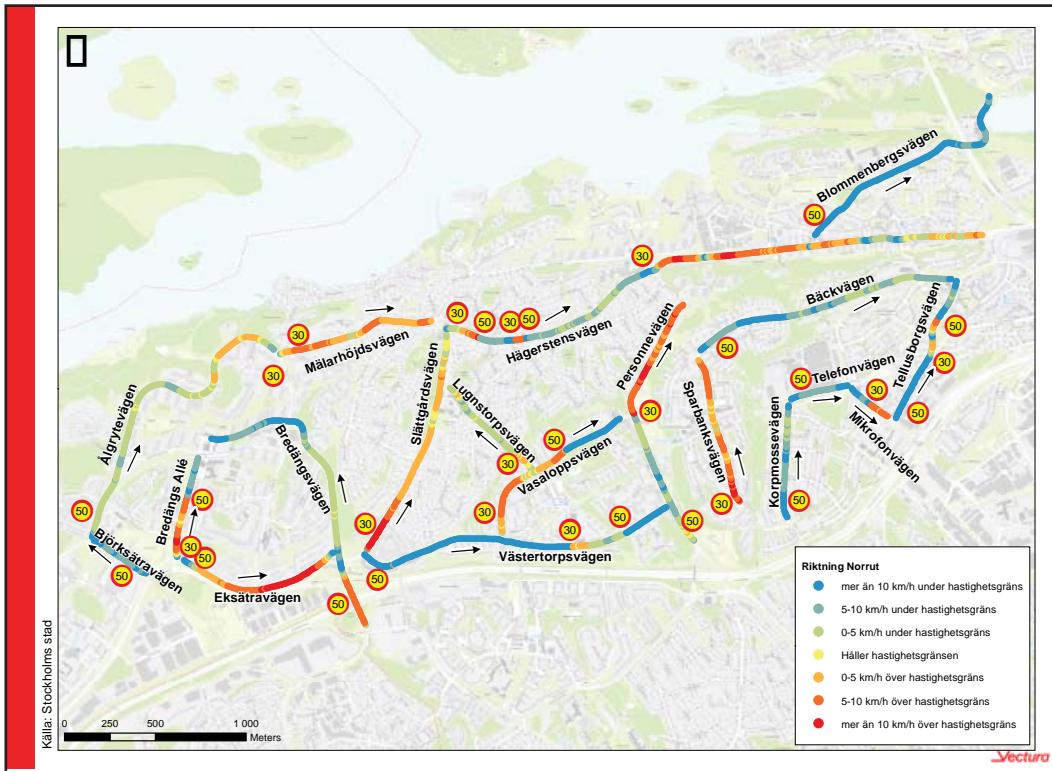 Blommenbergsvägen
50
30
Bäckvägen
30
50
30
50
Hägerstensvägen
30
Mälarhöjdsvägen
30
50
Tellusborgsvägen
50
30
50
Personnevägen
30
Sparbanksvägen
30
50
Telefonvägen
30
Mikrofonvägen
Korpmossevägen
50
Slättgårdsvägen
30
Lugnstorpsvägen
30
50
Vasaloppsvägen
30
30
50
50
Västertorpsvägen
50
Ålgrytevägen
50
Bredängsvägen
Bredängs Allé
50
30
50
Björksätravägen
50
Eksätravägen
50
Riktning Norrut
mer än 10 km/h under hastighetsgräns
5-10 km/h under hastighetsgräns
0-5 km/h under hastighetsgräns
Håller hastighetsgränsen
0-5 km/h över hastighetsgräns
5-10 km/h över hastighetsgräns
mer än 10 km/h över hastighetsgräns
0 250 500 1 000
Meters
Källa: Stockholms stad
Vectura